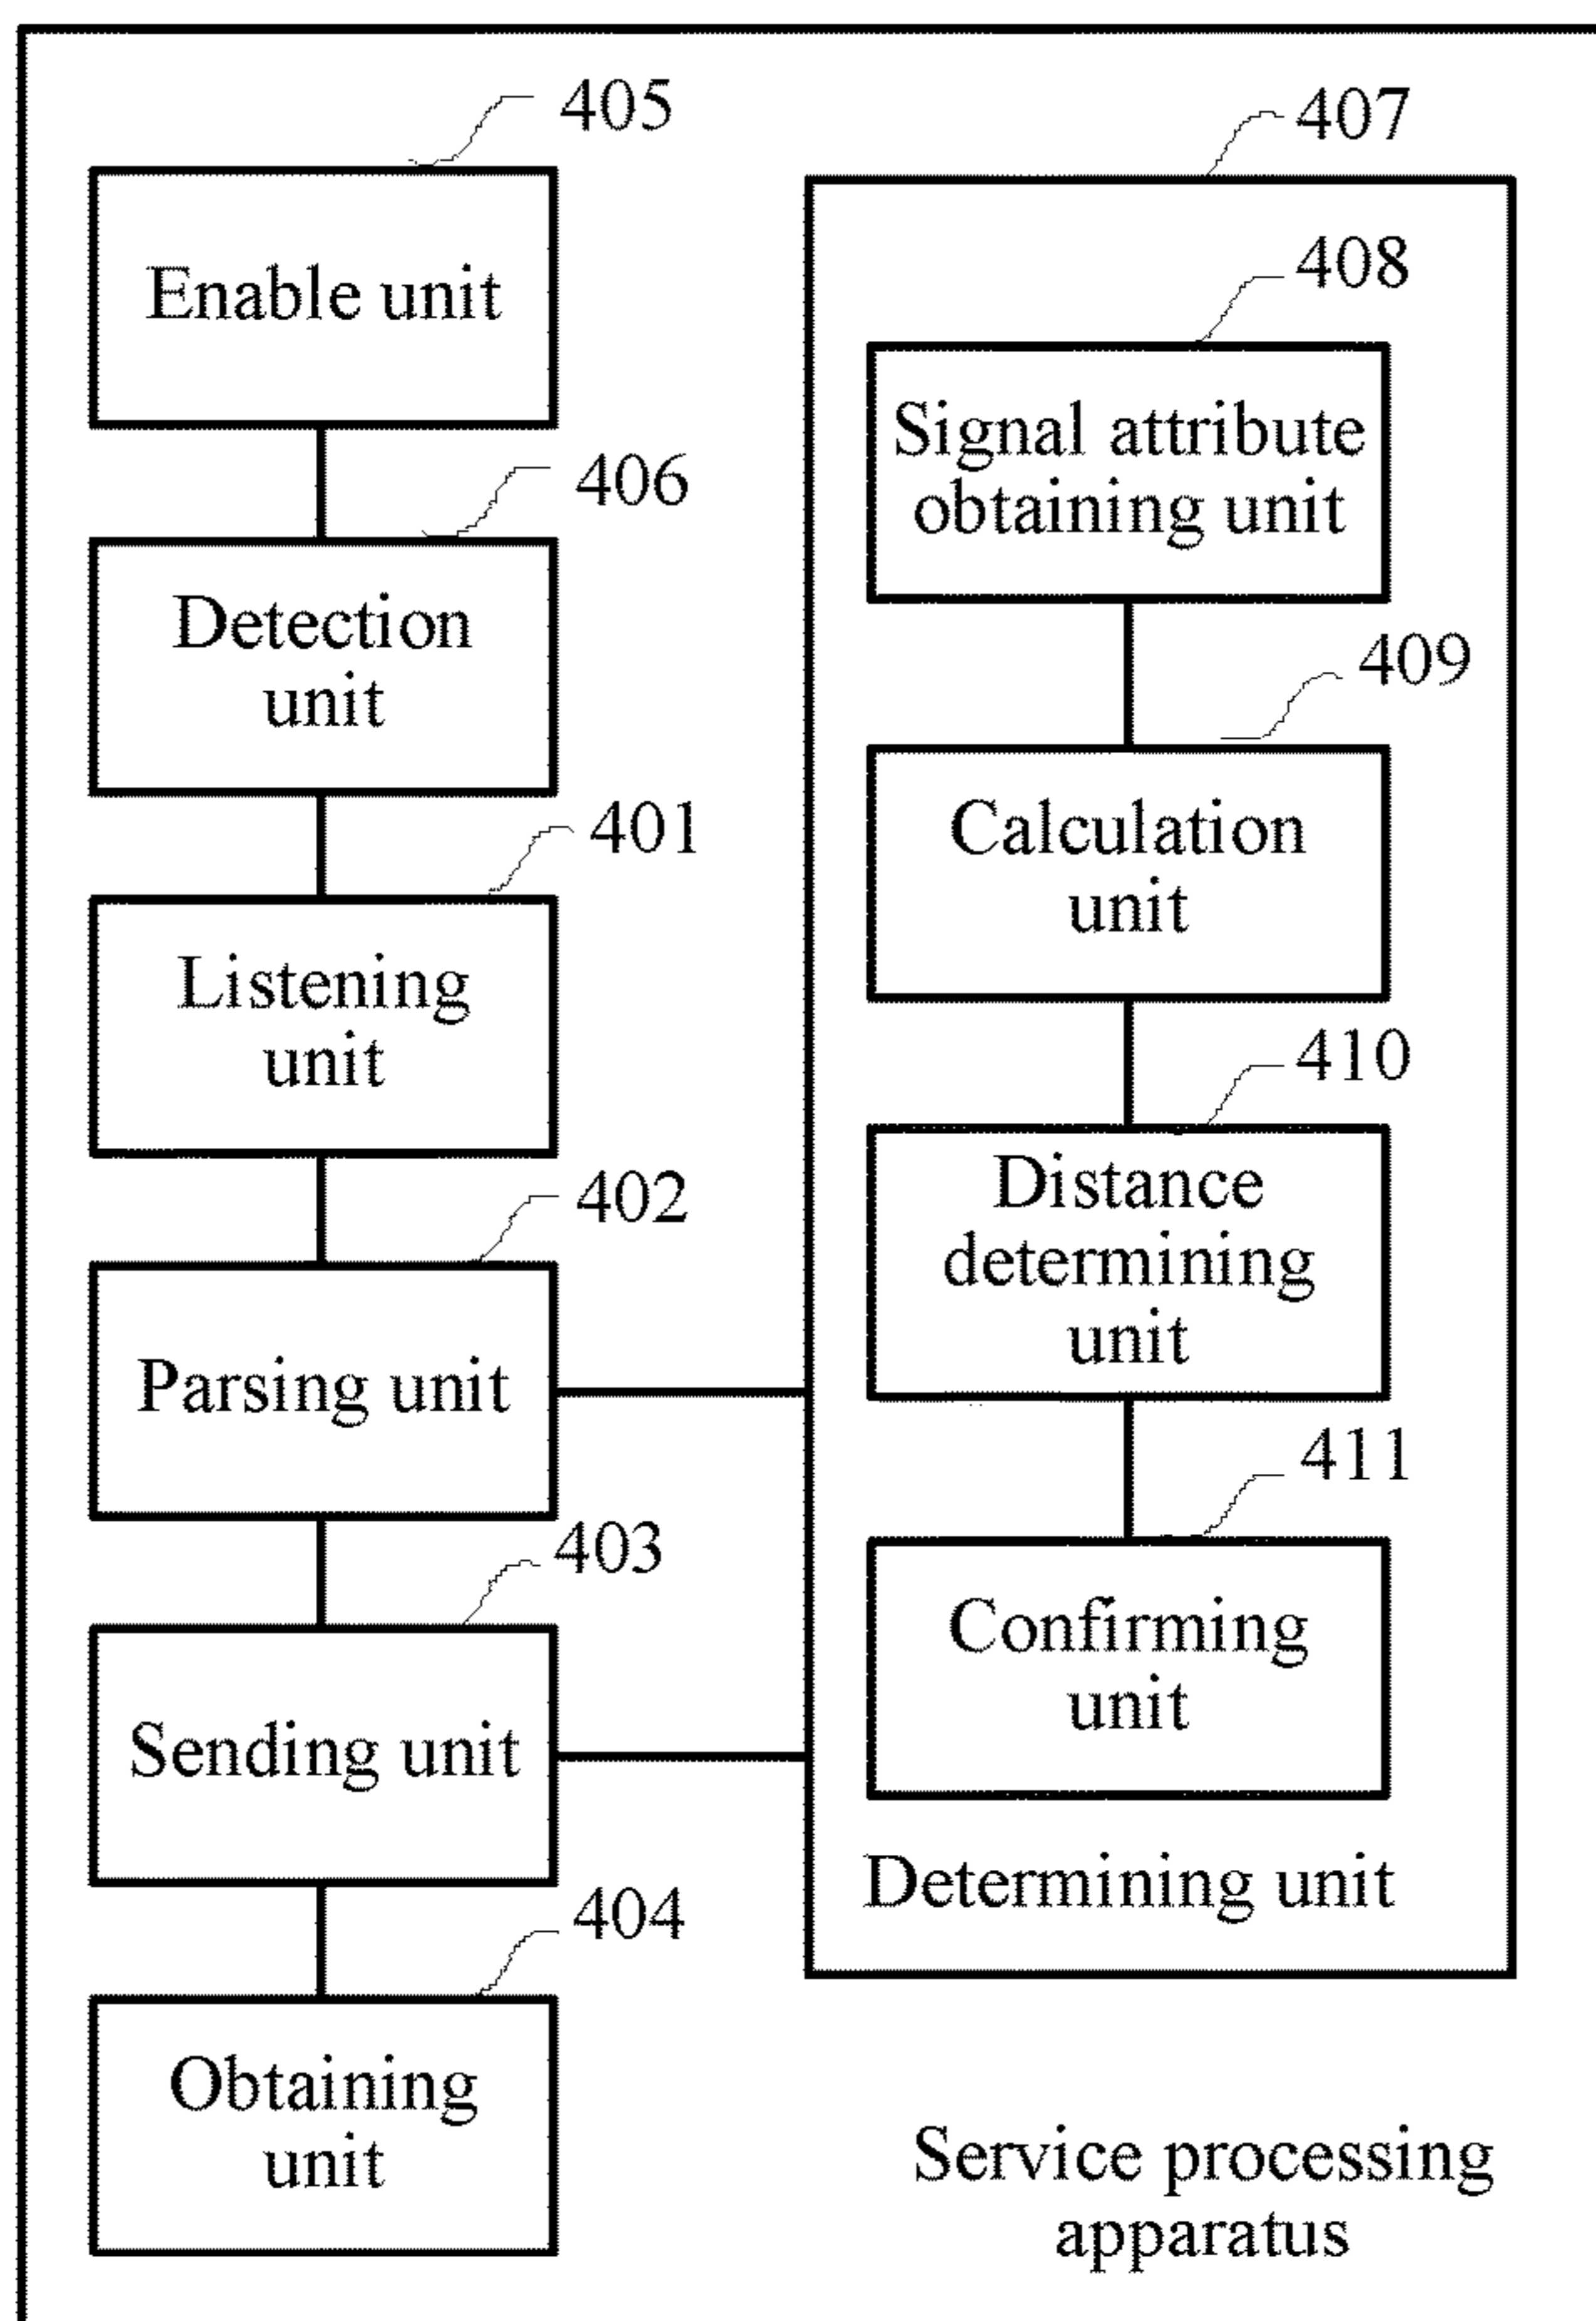 405
Enable unit
406
Detection
unit
401
Listening
unit
402
Parsing unit
403
Sending unit
404
Obtaining
unit
407
408
Signal attribute
obtaining unit
409
Calculation
unit
410
Distance
determining
unit
411
Confirming
unit
Determining unit
Service processing
apparatus